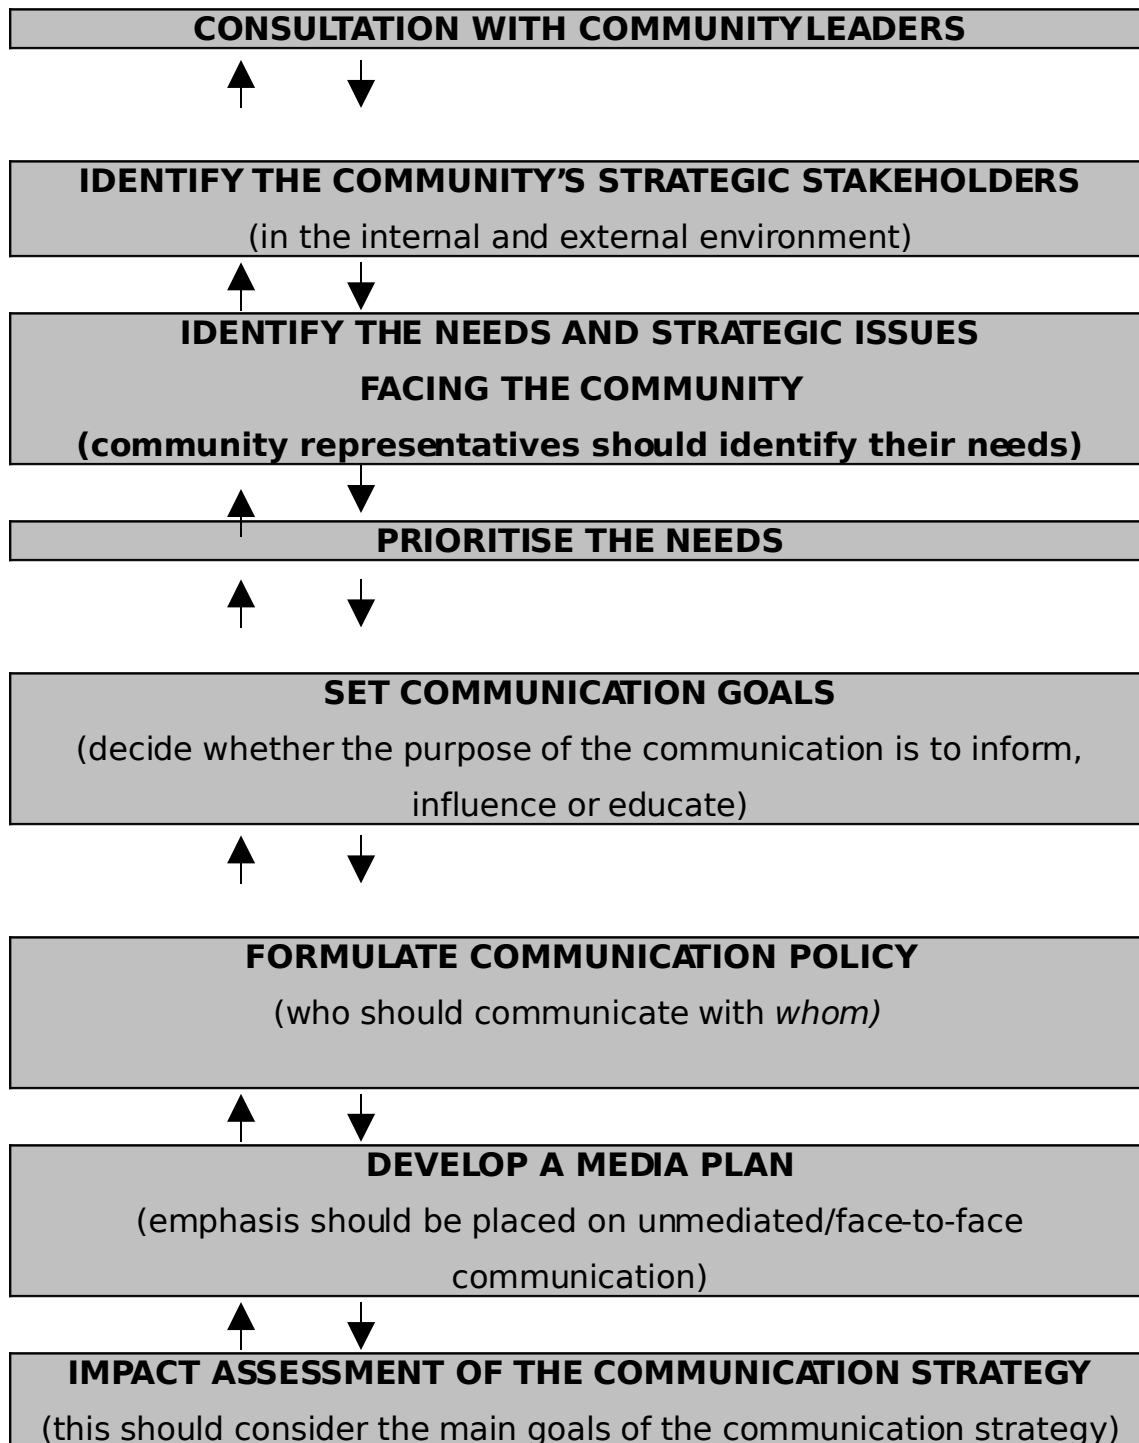 CONSULTATION WITH COMMUNITY LEADERS
IDENTIFY THE COMMUNITY’S STRATEGIC STAKEHOLDERS
(in the internal and external environment)
IDENTIFY THE NEEDS AND STRATEGIC ISSUES
FACING THE COMMUNITY
(community representatives should identify their needs)
PRIORITISE THE NEEDS
SET COMMUNICATION GOALS
(decide whether the purpose of the communication is to inform,
influence or educate)
FORMULATE COMMUNICATION POLICY
(who should communicate with whom)
DEVELOP A MEDIA PLAN
(emphasis should be placed on unmediated/face-to-face
communication)
IMPACT ASSESSMENT OF THE COMMUNICATION STRATEGY
(this should consider the main goals of the communication strategy)